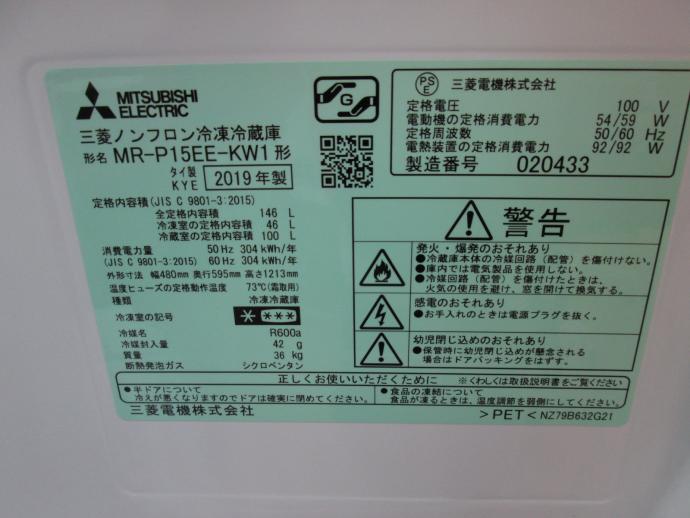 MITSUBISHI
ELECTRIC
三菱ノンフロン冷凍冷蔵庫
形名 MR-P15EE-KW1形
タイ製
KYE
2019年製
定格内容積(JIS C 9801-3:2015)
全定格内容積 146 L
冷凍室の定格内容積 46 L
冷蔵室の定格内容積 100 L
消費電力量 50Hz 304kWh/年
(JIS C 9801-3:2015) 60Hz 304kWh/年
外形寸法 幅480mm 奥行595mm 高さ1213mm
温度ヒューズの定格動作温度 73℃(霜取用)
種類 冷凍冷蔵庫
冷凍室の記号
冷媒名 R600a
冷媒封入量 42 g
質量 36 kg
断熱発泡ガス シクロペンタン
G
PS
E
三菱電機株式会社
定格電圧 100 V
電動機の定格消費電力 54/59 W
定格周波数 50/60 Hz
電熱装置の定格消費電力 92/92 W
製造番号 020433
警告
発火・爆発のおそれあり
●冷蔵庫本体の冷媒回路(配管)を傷付けない。
●庫内では電気製品を使用しない。
●冷媒回路(配管)を傷付けたときは、
火気の使用を避け、窓を開けて換気する。
感電のおそれあり
●お手入れのときは電源プラグを抜く。
幼児閉じ込めのおそれあり
●保管時に幼児閉じ込めが懸念される
場合はドアパッキングをはずす。
正しくお使いいただくために ※くわしくは取扱説明書をご覧ください
●半ドアについて
冷えが悪くなりますのでドアは確実に閉めてください。
●食品の凍結について
食品が凍るときは、温度調節を弱側にしてください。
三菱電機株式会社
>PET< NZ79B632G21